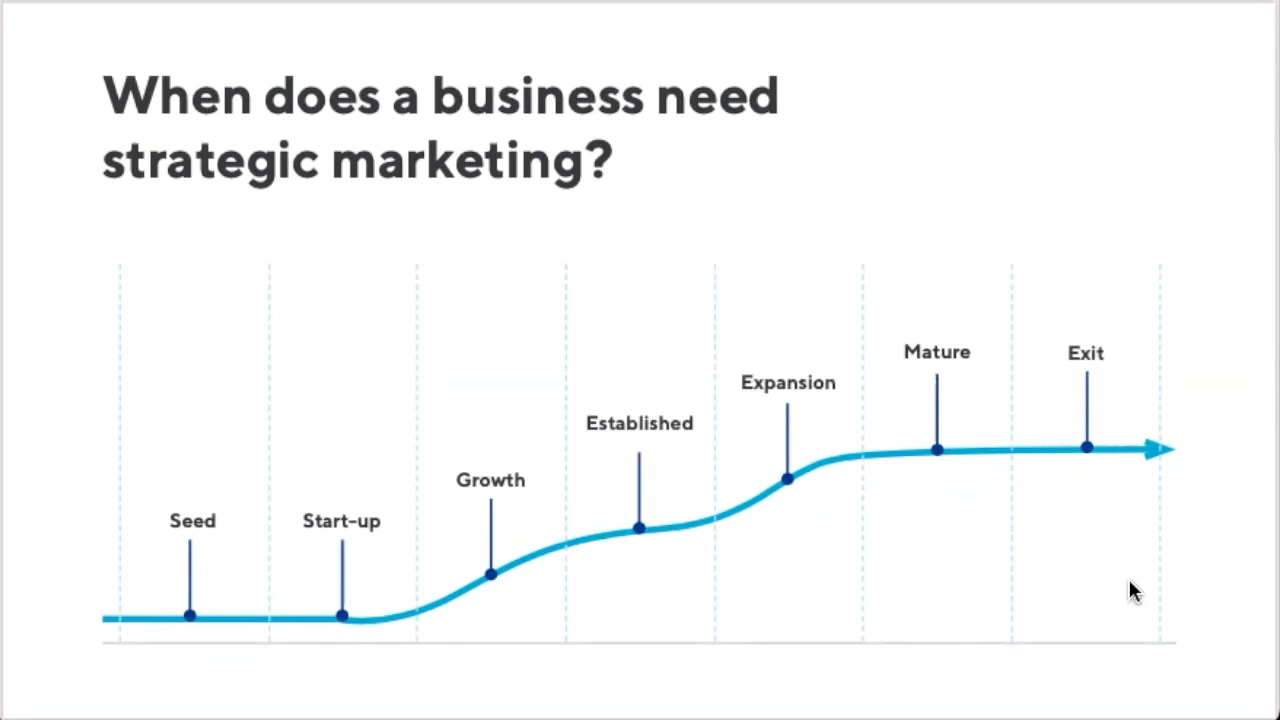 When does a business need
strategic marketing?
Seed
Start-up
Growth
Established
Expansion
Mature
Exit